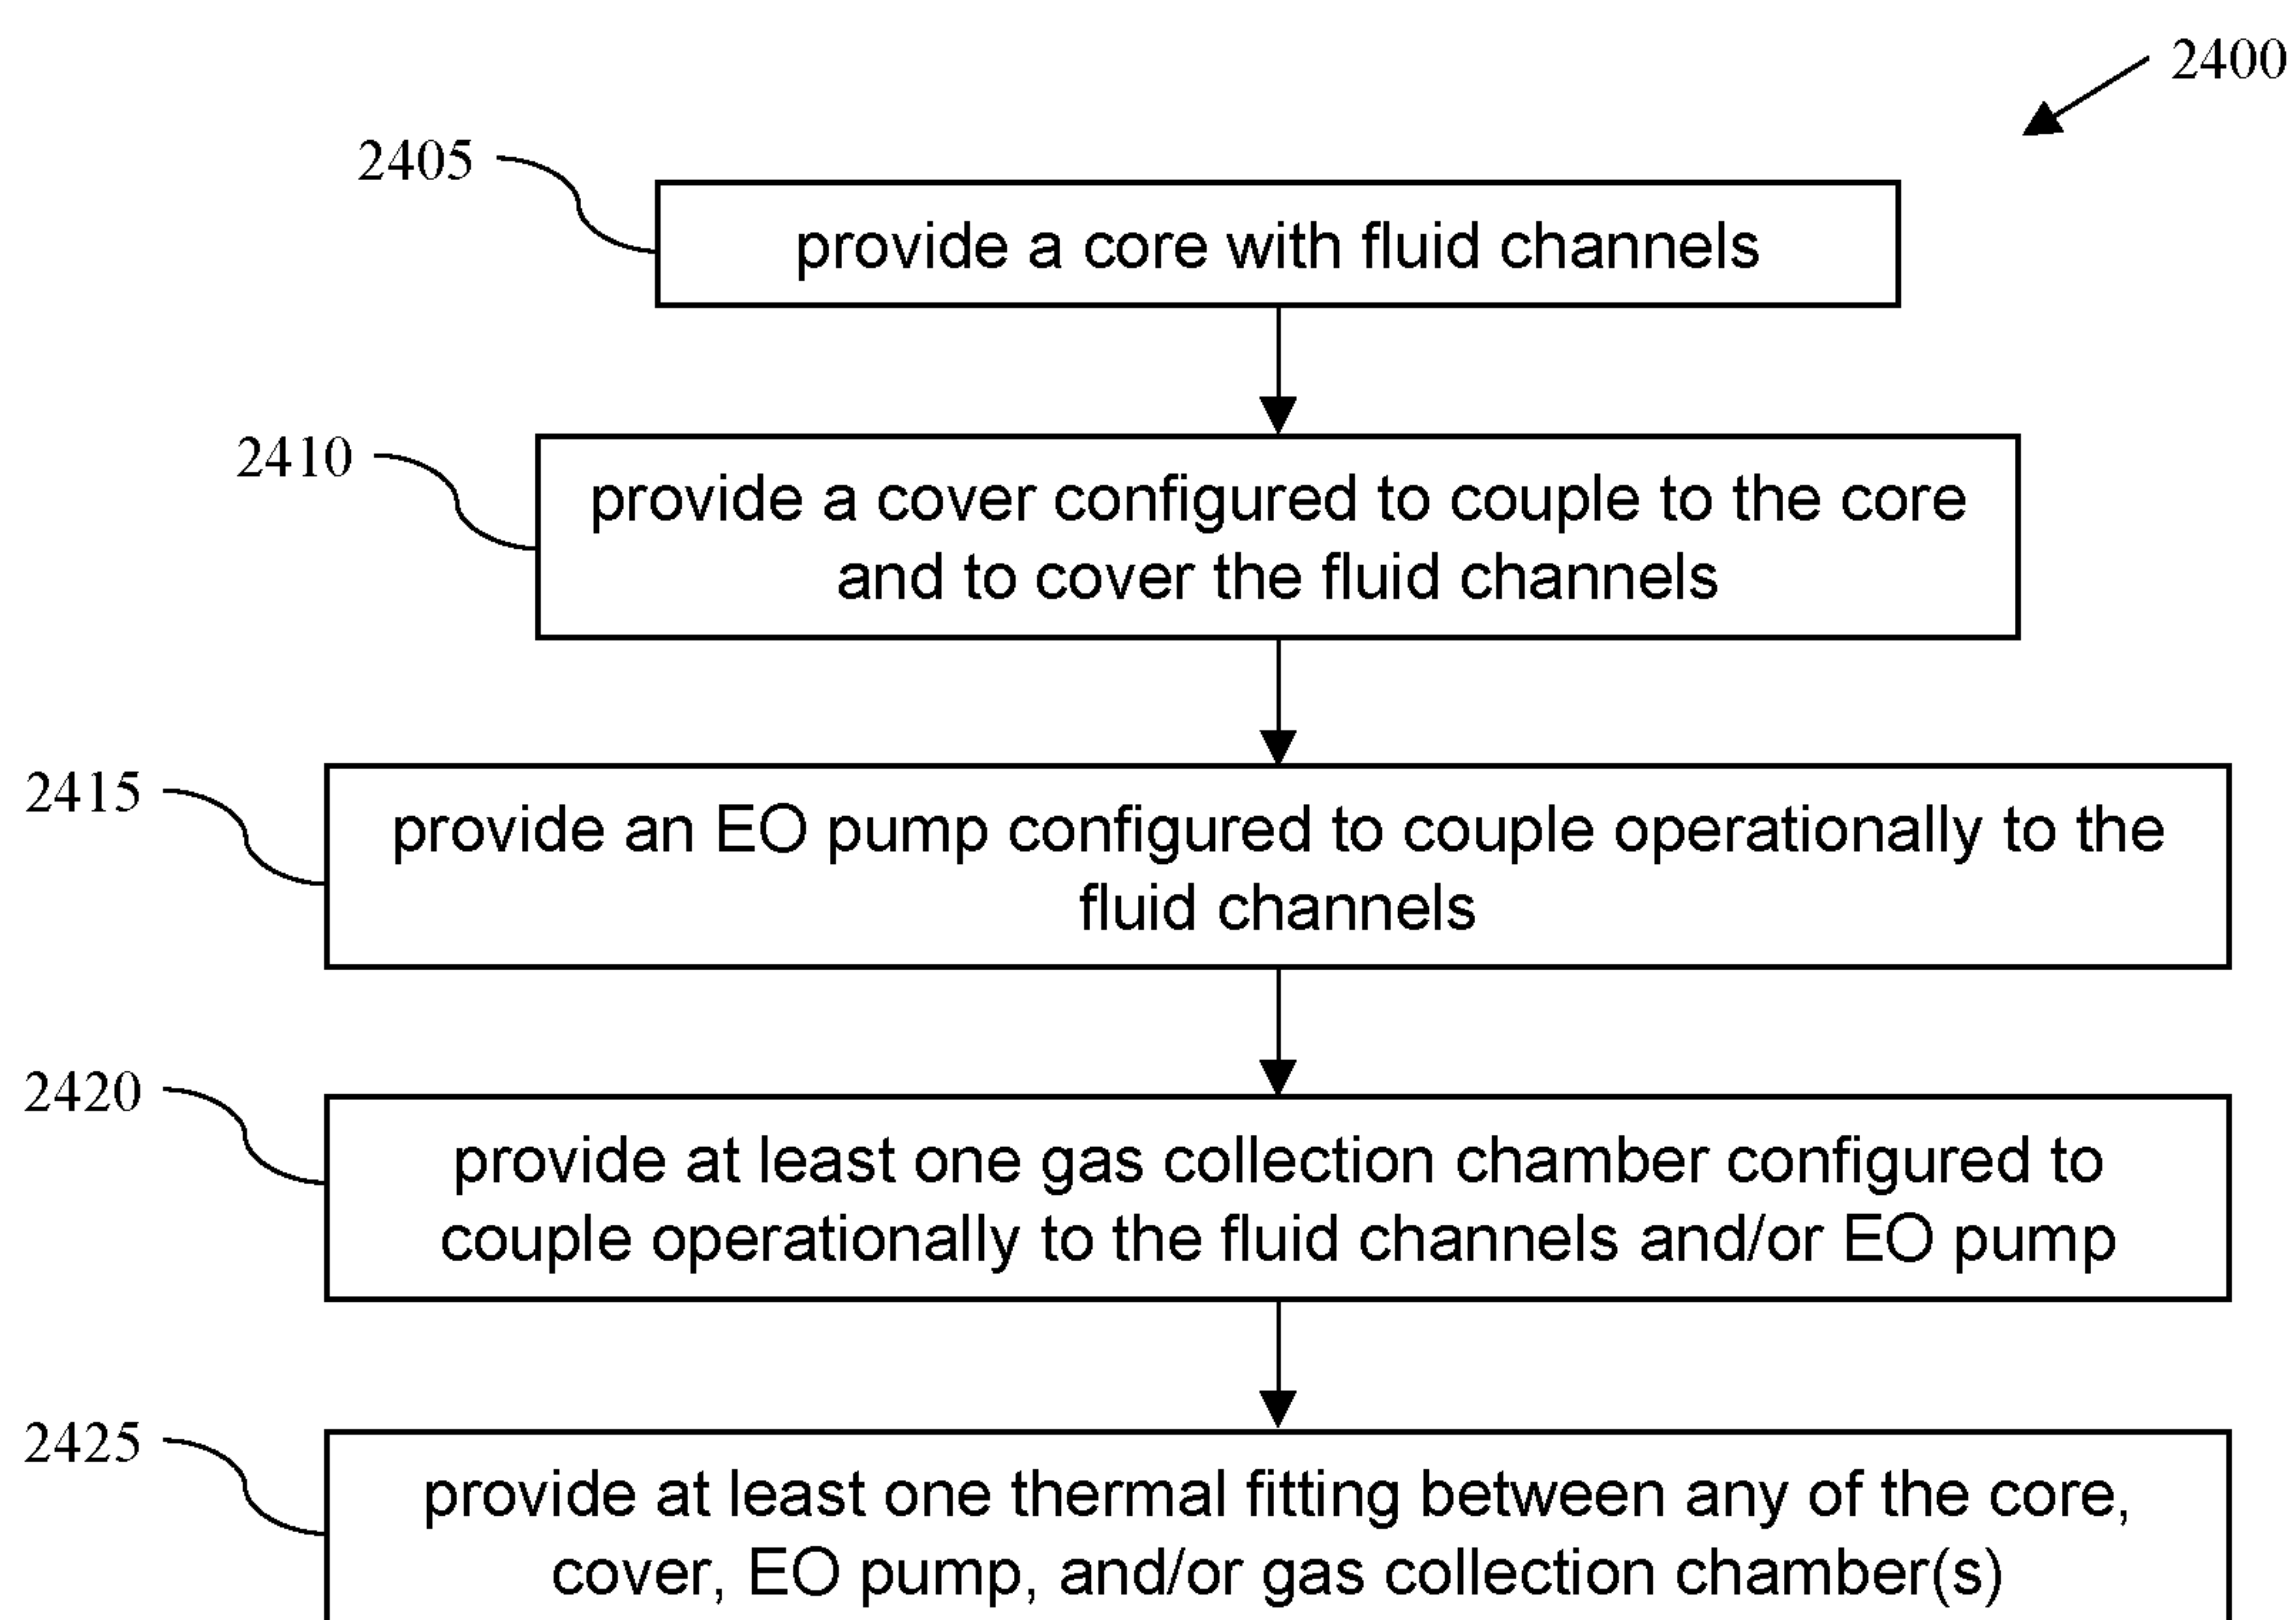 2400
2405
provide a core with fluid channels
2410
provide a cover configured to couple to the core
and to cover the fluid channels
2415
provide an EO pump configured to couple operationally to the
fluid channels
2420
provide at least one gas collection chamber configured to
couple operationally to the fluid channels and/or EO pump
2425
provide at least one thermal fitting between any of the core,
cover, EO pump, and/or gas collection chamber(s)